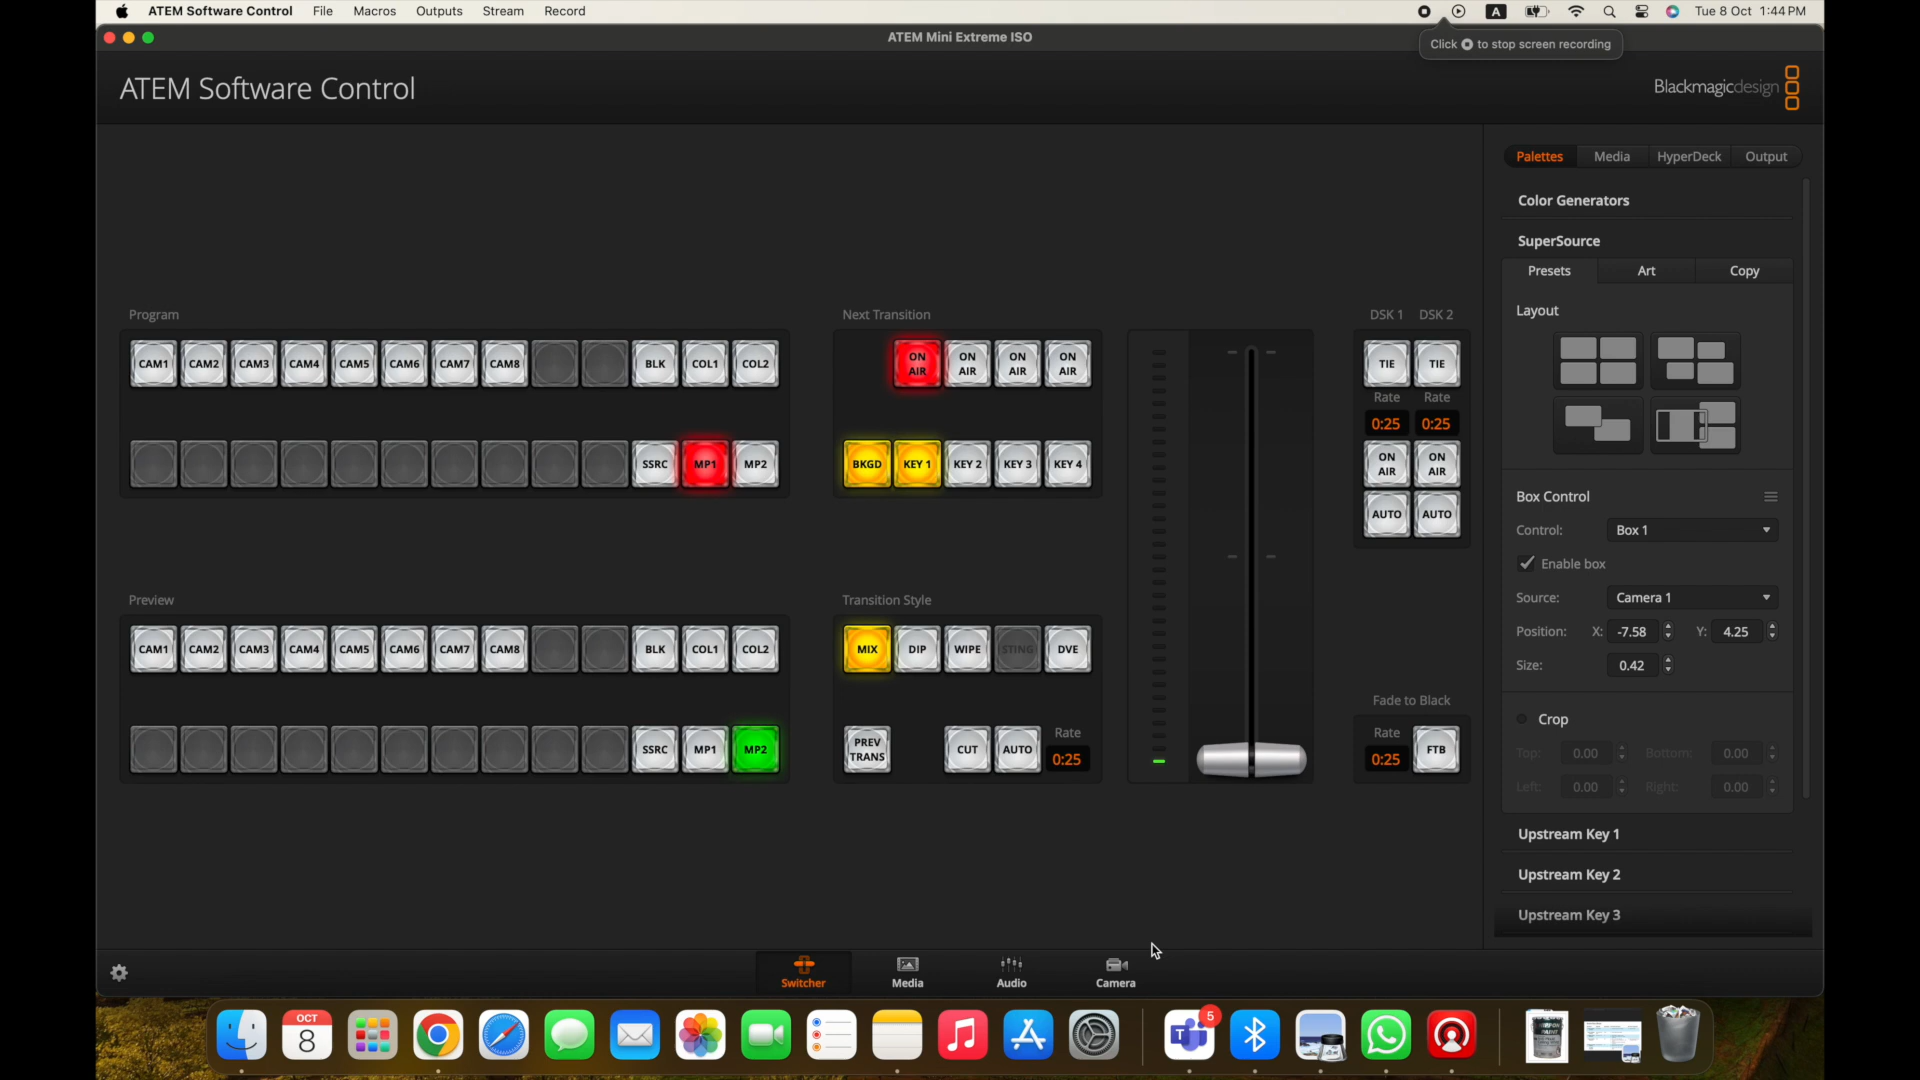 ATEM Software Control File Macros Outputs Stream Record A Tue 8 Oct 1:44 PM
ATEM Mini Extreme ISO
Click to stop screen recording
ATEM Software Control
Blackmagicdesign
Palettes Media HyperDeck Output
Color Generators
SuperSource
Presets Art Copy
Layout
Program
CAM1 CAM2 CAM3 CAM4 CAM5 CAM6 CAM7 CAM8 BLK COL1 COL2
SSRC MP1 MP2
Next Transition
ON AIR ON AIR ON AIR ON AIR
BKGD KEY 1 KEY 2 KEY 3 KEY 4
DSK 1 DSK 2
TIE TIE
Rate Rate
0:25 0:25
ON AIR ON AIR
AUTO AUTO
Box Control
Control: Box 1
Enable box
Source: Camera 1
Position: X: -7.58 Y: 4.25
Size: 0.42
Crop
Top: 0.00 Bottom: 0.00
Left: 0.00 Right: 0.00
Upstream Key 1
Upstream Key 2
Upstream Key 3
Preview
CAM1 CAM2 CAM3 CAM4 CAM5 CAM6 CAM7 CAM8 BLK COL1 COL2
SSRC MP1 MP2
Transition Style
MIX DIP WIPE STING DVE
PREV TRANS CUT AUTO
Rate
0:25
Fade to Black
Rate
0:25
FTB
Switcher Media Audio Camera
OCT
8
5